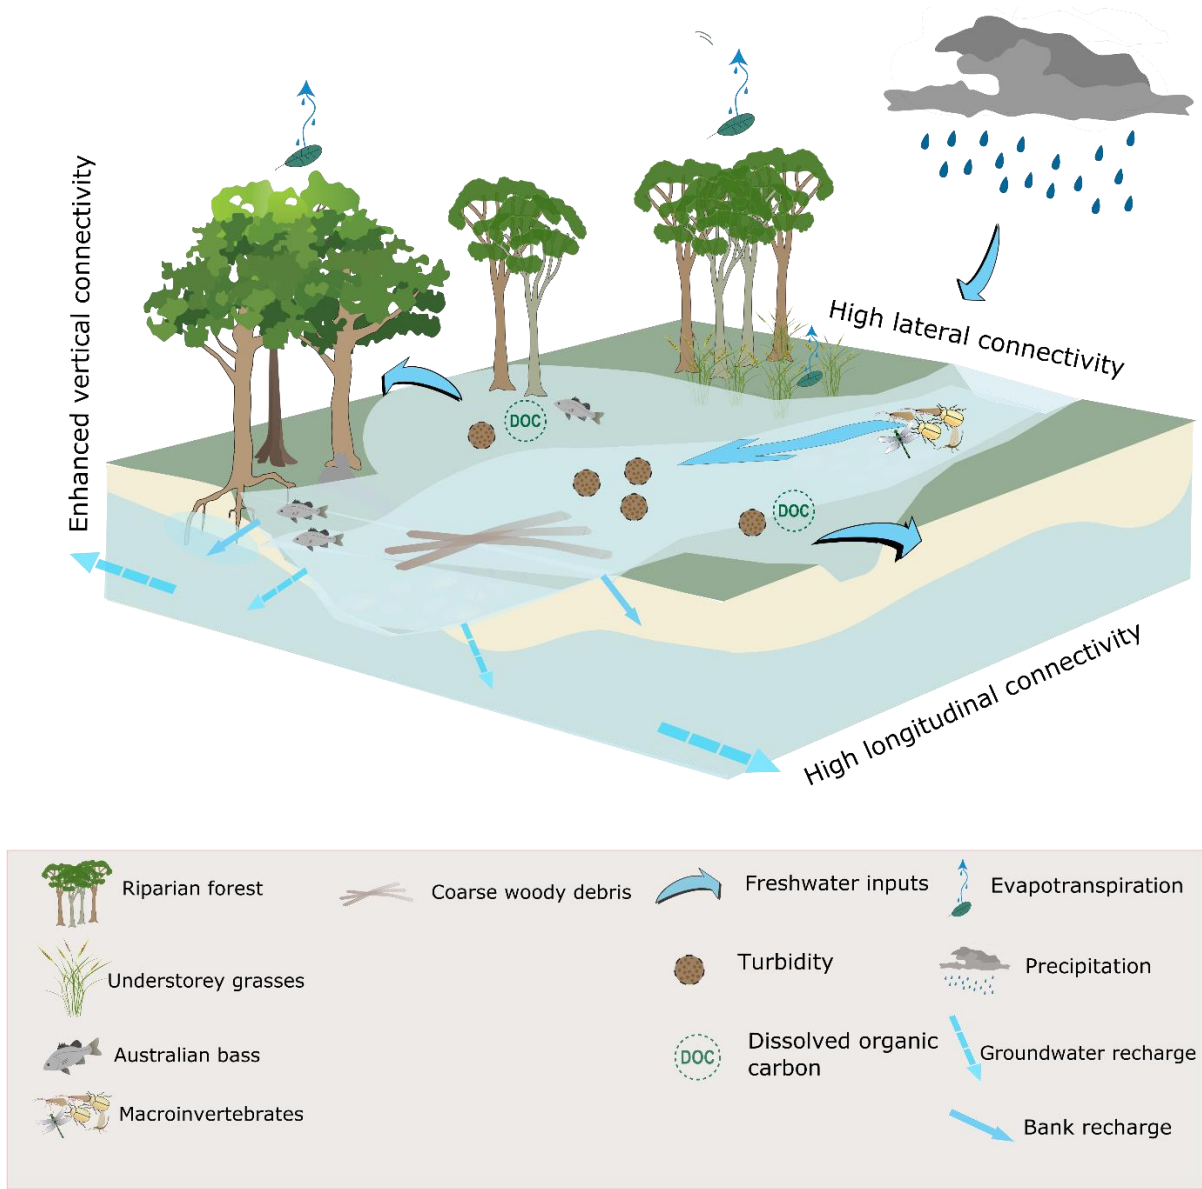 Enhanced vertical connectivity
High lateral connectivity
DOC
DOC
High longitudinal connectivity
Riparian forest
Coarse woody debris
Freshwater inputs
Evapotranspiration
Understorey grasses
Turbidity
Precipitation
Australian bass
DOC
Dissolved organic
carbon
Groundwater recharge
Macroinvertebrates
Bank recharge